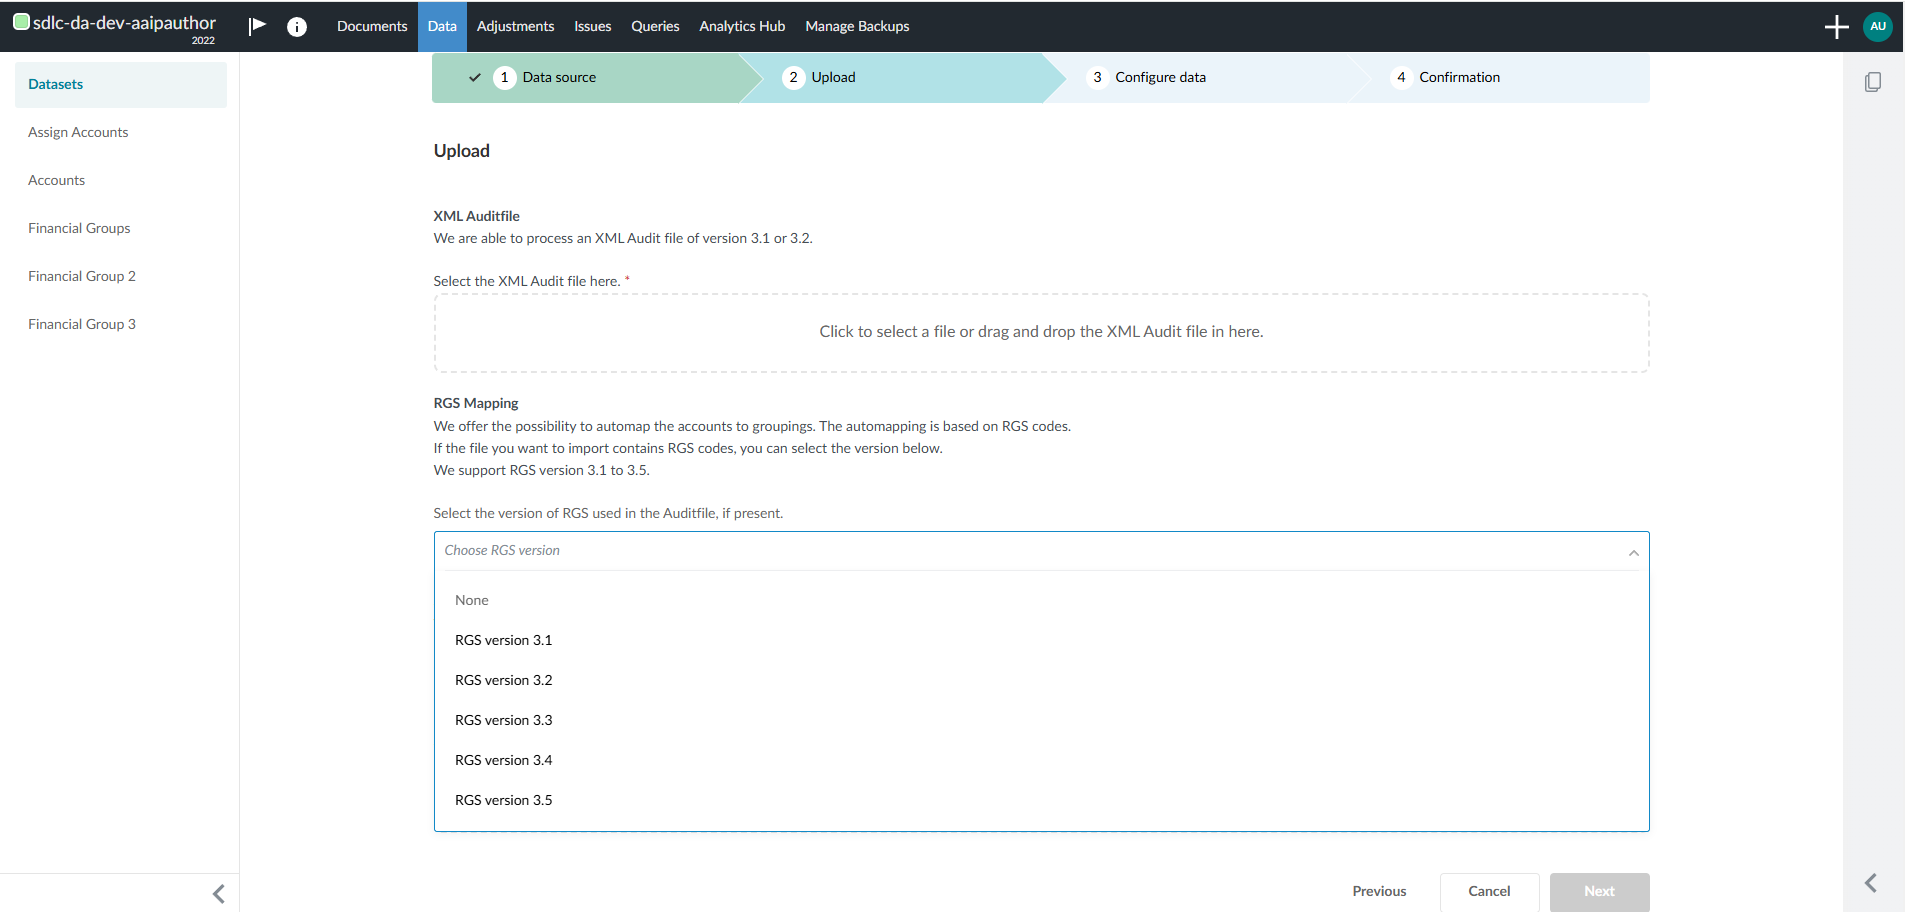 sdlc-da-dev-aaipauthor
2022
Documents Data Adjustments Issues Queries Analytics Hub Manage Backups
AU
Datasets
Assign Accounts
Accounts
Financial Groups
Financial Group 2
Financial Group 3
1 Data source 2 Upload 3 Configure data 4 Confirmation
Upload
XML Auditfile
We are able to process an XML Audit file of version 3.1 or 3.2.
Select the XML Audit file here. *
Click to select a file or drag and drop the XML Audit file in here.
RGS Mapping
We offer the possibility to automap the accounts to groupings. The automapping is based on RGS codes.
If the file you want to import contains RGS codes, you can select the version below.
We support RGS version 3.1 to 3.5.
Select the version of RGS used in the Auditfile, if present.
Choose RGS version
None
RGS version 3.1
RGS version 3.2
RGS version 3.3
RGS version 3.4
RGS version 3.5
Previous Cancel Next